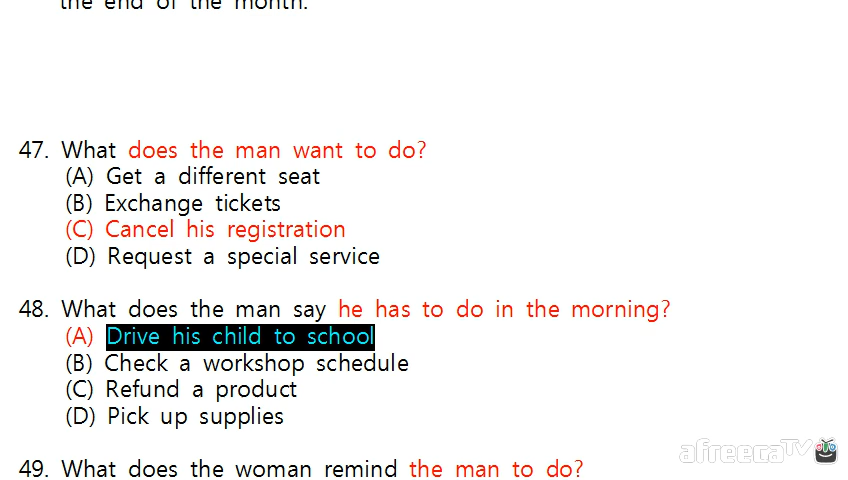 the end of the month.
47. What does the man want to do?
(A) Get a different seat
(B) Exchange tickets
(C) Cancel his registration
(D) Request a special service
48. What does the man say he has to do in the morning?
(A) Drive his child to school
(B) Check a workshop schedule
(C) Refund a product
(D) Pick up supplies
49. What does the woman remind the man to do?
afreecaTV